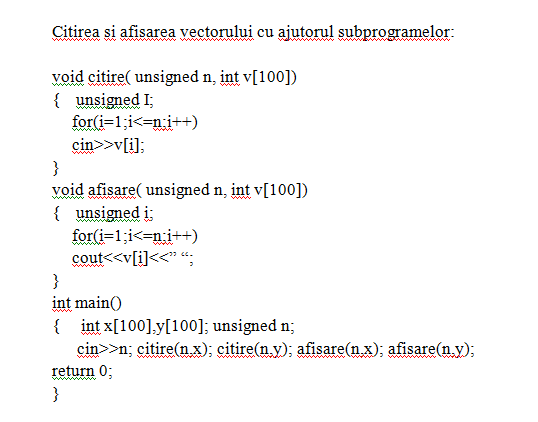 Citirea si afisarea vectorului cu ajutorul subprogramelor:
void citire( unsigned n, int v[100])
{ unsigned I;
for(i=1;i<=n;i++)
cin>>v[i];
}
void afisare( unsigned n, int v[100])
{ unsigned i;
for(i=1;i<=n;i++)
cout<<v[i]<<” “;
}
int main()
{ int x[100],y[100]; unsigned n;
cin>>n; citire(n,x); citire(n,y); afisare(n,x); afisare(n,y);
return 0;
}